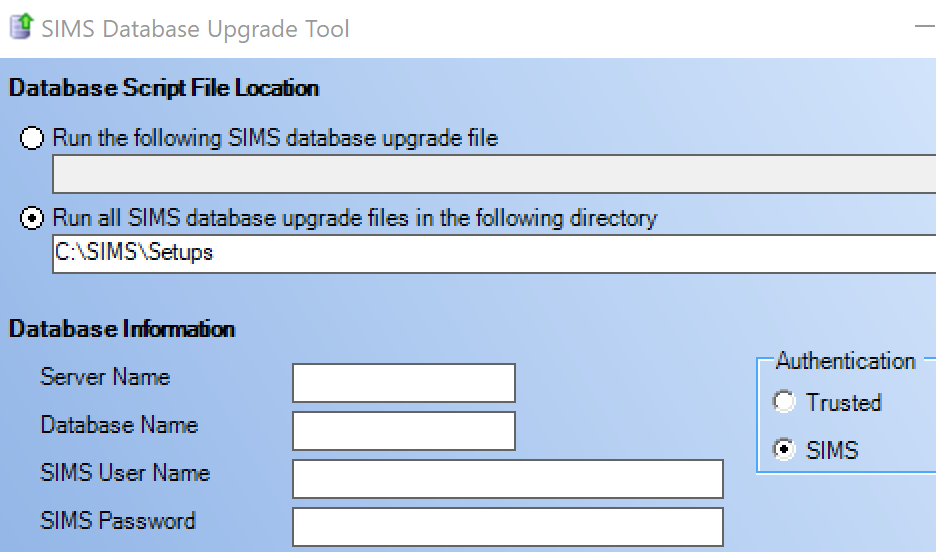 SIMS Database Upgrade Tool
Database Script File Location
Run the following SIMS database upgrade file
Run all SIMS database upgrade files in the following directory
C:\SIMS\Setups
Database Information
Server Name
Database Name
SIMS User Name
SIMS Password
Authentication
Trusted
SIMS